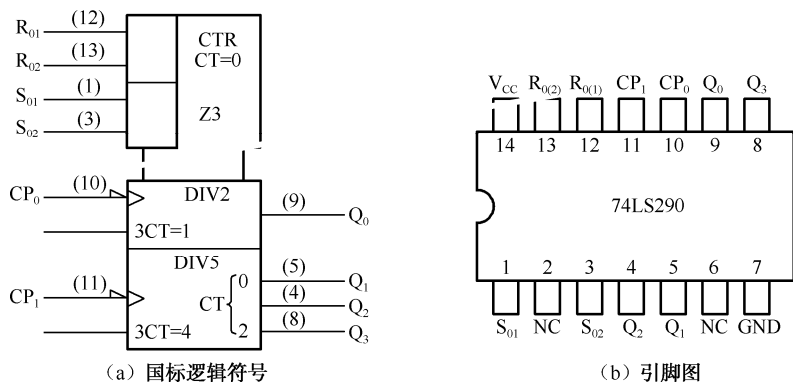 R₀₁ (12)
R₀₂ (13)
S₀₁ (1)
S₀₂ (3)
CTR
CT=0
Z3
CP₀ (10)
DIV2
3CT=1
(9) Q₀
CP₁ (11)
DIV5
CT { 0 2
3CT=4
(5) Q₁
(4) Q₂
(8) Q₃
(a) 国标逻辑符号
V_CC R₀₍₂₎ R₀₍₁₎ CP₁ CP₀ Q₀ Q₃
14 13 12 11 10 9 8
74LS290
1 2 3 4 5 6 7
S₀₁ NC S₀₂ Q₂ Q₁ NC GND
(b) 引脚图